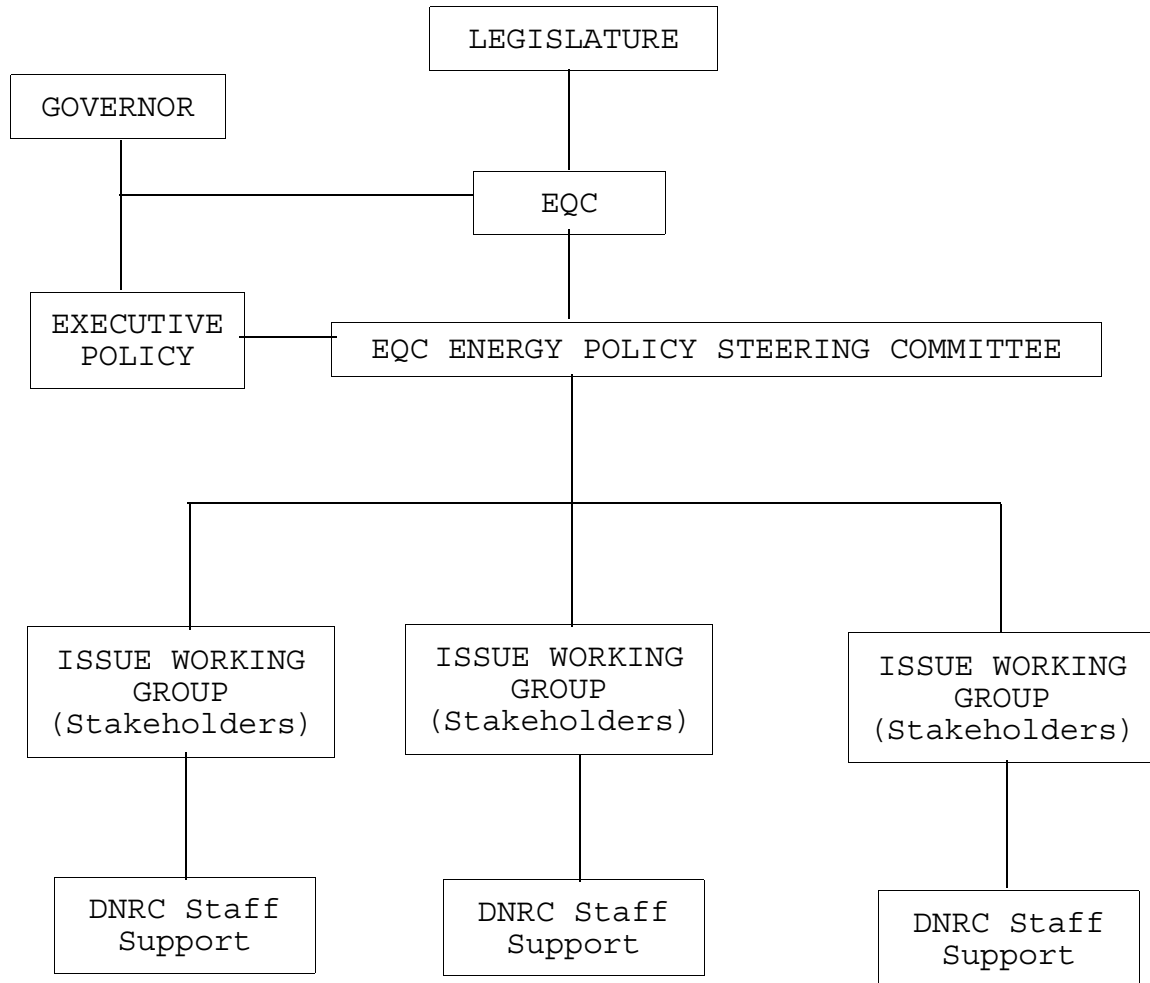 LEGISLATURE
GOVERNOR
EQC
EXECUTIVE
POLICY
EQC ENERGY POLICY STEERING COMMITTEE
ISSUE WORKING
GROUP
(Stakeholders)
ISSUE WORKING
GROUP
(Stakeholders)
ISSUE WORKING
GROUP
(Stakeholders)
DNRC Staff
Support
DNRC Staff
Support
DNRC Staff
Support